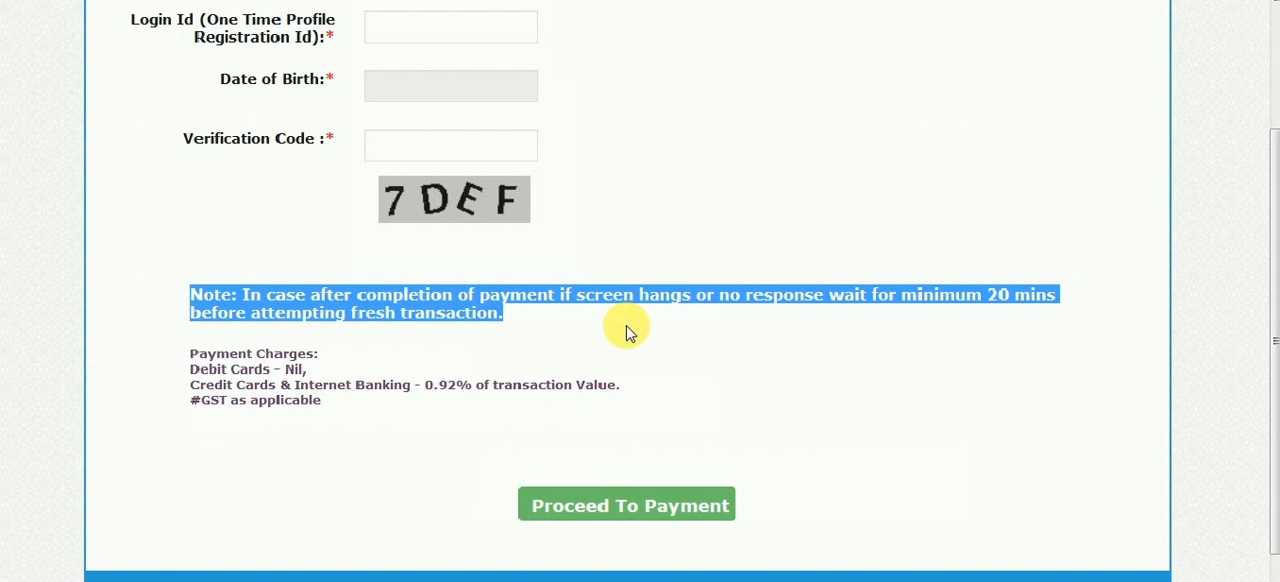 Login Id (One Time Profile
Registration Id):*
Date of Birth:*
Verification Code :*
7 D E F
Note: In case after completion of payment if screen hangs or no response wait for minimum 20 mins
before attempting fresh transaction.
Payment Charges:
Debit Cards - Nil,
Credit Cards & Internet Banking - 0.92% of transaction Value.
#GST as applicable
Proceed To Payment